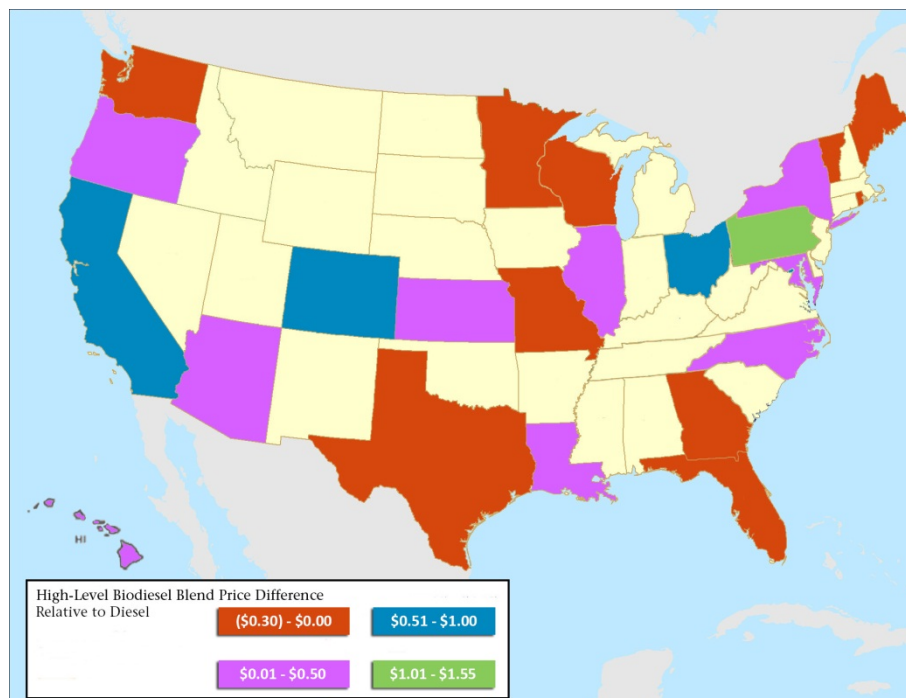 HI
High-Level Biodiesel Blend Price Difference
Relative to Diesel
($0.30) - $0.00
$0.51 - $1.00
$0.01 - $0.50
$1.01 - $1.55